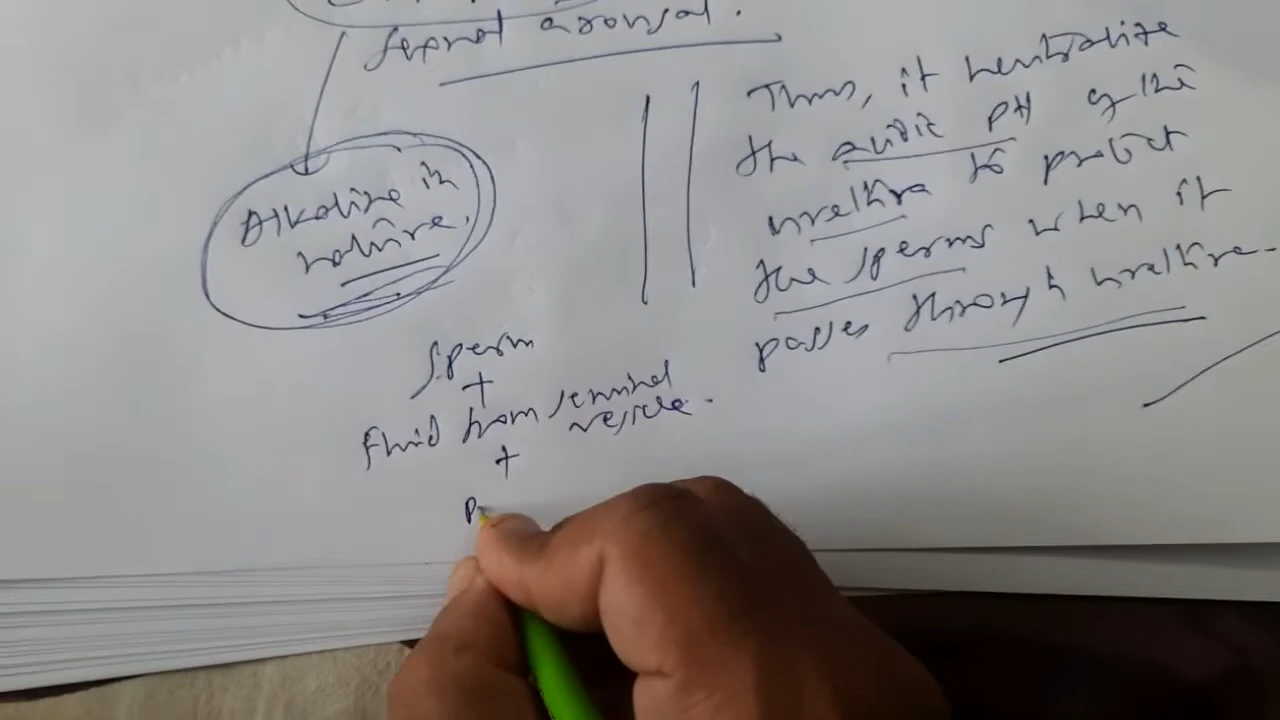 sexual arousal.
Alkaline in
nature.
Thus, it neutralize
the acidic pH of the
urethra to protect
the sperms when it
passes through urethra.
Sperm
+
Fluid from seminal
vesicle.
+
P